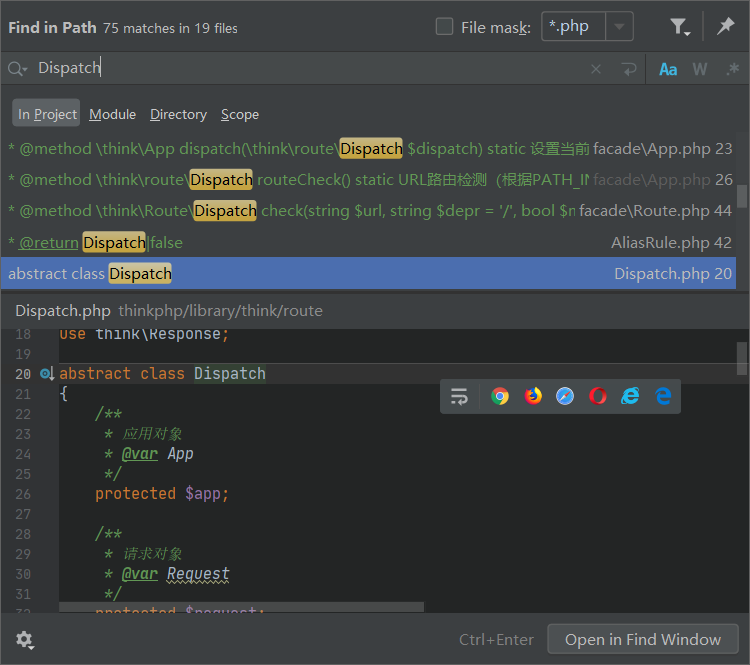 Find in Path 75 matches in 19 files File mask: *.php
Dispatch Aa W .*
In Project Module Directory Scope
* @method \think\App dispatch(\think\route\Dispatch $dispatch) static 设置当前 facade\App.php 23
* @method \think\route\Dispatch routeCheck() static URL路由检测（根据PATH_IN facade\App.php 26
* @method \think\Route\Dispatch check(string $url, string $depr = '/', bool $n facade\Route.php 44
* @return Dispatch|false AliasRule.php 42
abstract class Dispatch Dispatch.php 20
Dispatch.php thinkphp/library/think/route
18 use think\Response;
19
20 abstract class Dispatch
21 {
22 /**
23 * 应用对象
24 * @var App
25 */
26 protected $app;
27
28 /**
29 * 请求对象
30 * @var Request
31 */
32 protected $request;
Ctrl+Enter Open in Find Window